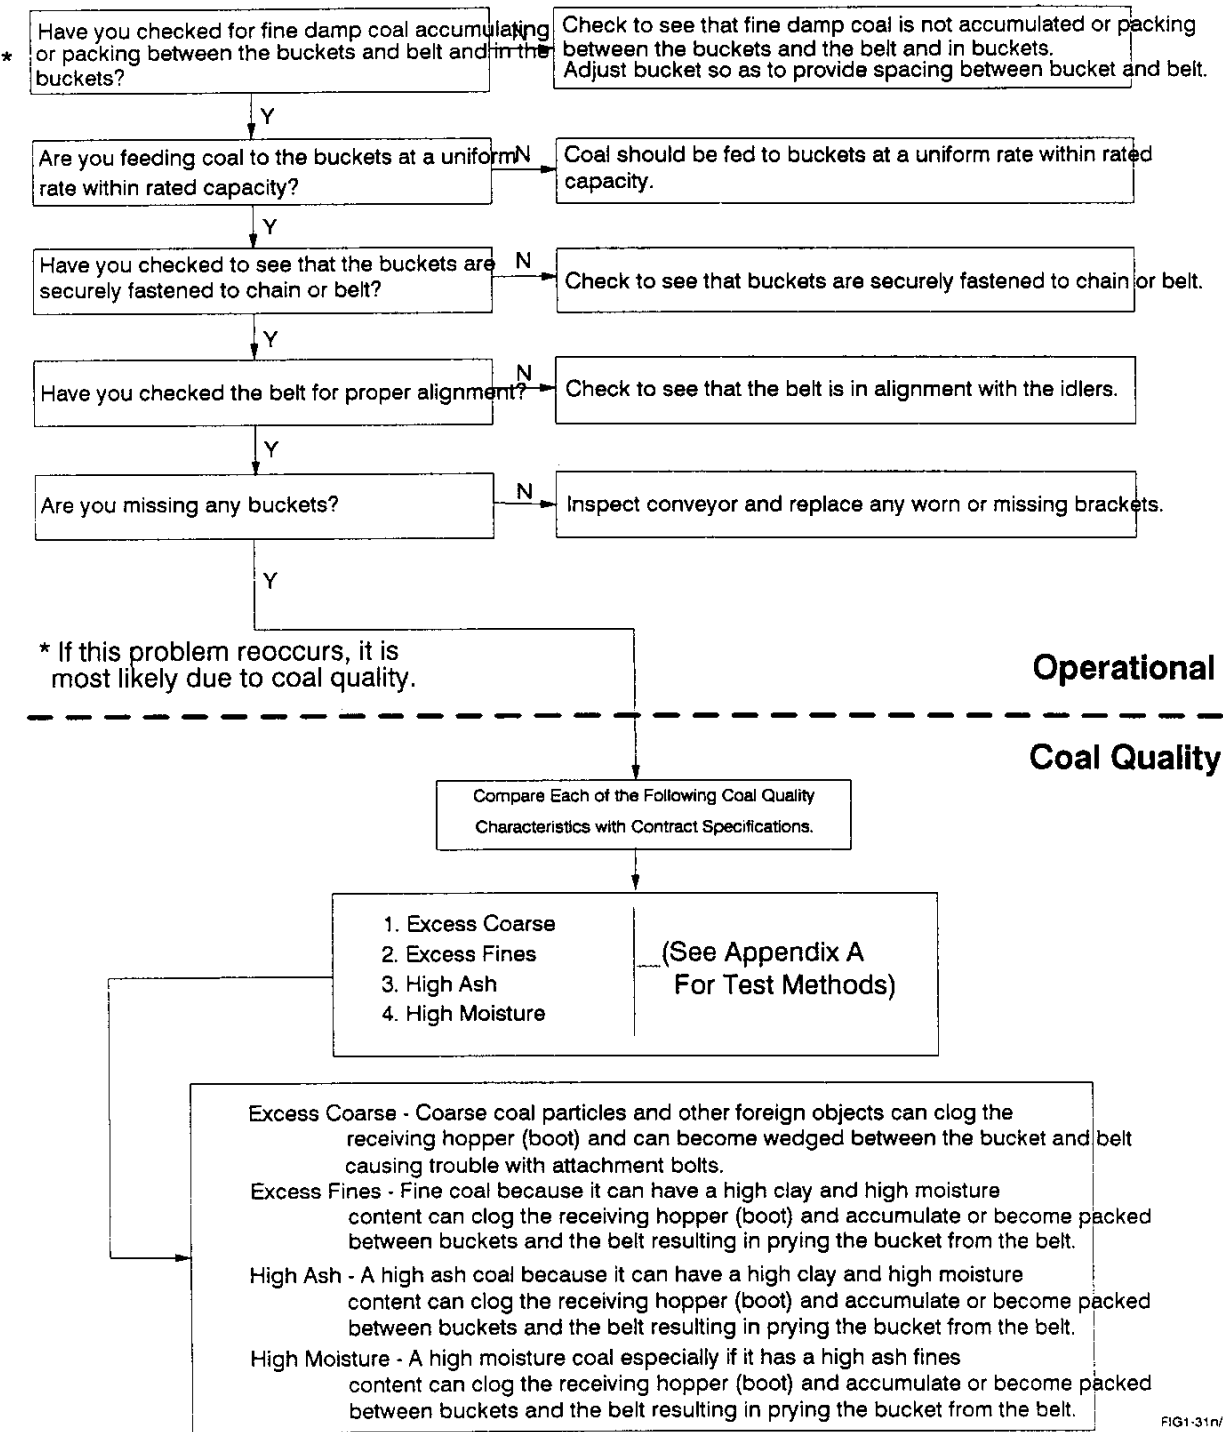 Have you checked for fine damp coal accumulating
* or packing between the buckets and belt and in the
buckets?
N
Check to see that fine damp coal is not accumulated or packing
between the buckets and the belt and in buckets.
Adjust bucket so as to provide spacing between bucket and belt.
Y
Are you feeding coal to the buckets at a uniform
rate within rated capacity?
N
Coal should be fed to buckets at a uniform rate within rated
capacity.
Y
Have you checked to see that the buckets are
securely fastened to chain or belt?
N
Check to see that buckets are securely fastened to chain or belt.
Y
Have you checked the belt for proper alignment?
N
Check to see that the belt is in alignment with the idlers.
Y
Are you missing any buckets?
N
Inspect conveyor and replace any worn or missing brackets.
Y
* If this problem reoccurs, it is
most likely due to coal quality.
Operational
Coal Quality
Compare Each of the Following Coal Quality
Characteristics with Contract Specifications.
1. Excess Coarse
2. Excess Fines
3. High Ash
4. High Moisture
(See Appendix A
For Test Methods)
Excess Coarse - Coarse coal particles and other foreign objects can clog the
receiving hopper (boot) and can become wedged between the bucket and belt
causing trouble with attachment bolts.
Excess Fines - Fine coal because it can have a high clay and high moisture
content can clog the receiving hopper (boot) and accumulate or become packed
between buckets and the belt resulting in prying the bucket from the belt.
High Ash - A high ash coal because it can have a high clay and high moisture
content can clog the receiving hopper (boot) and accumulate or become packed
between buckets and the belt resulting in prying the bucket from the belt.
High Moisture - A high moisture coal especially if it has a high ash fines
content can clog the receiving hopper (boot) and accumulate or become packed
between buckets and the belt resulting in prying the bucket from the belt.
FIG1-31n/